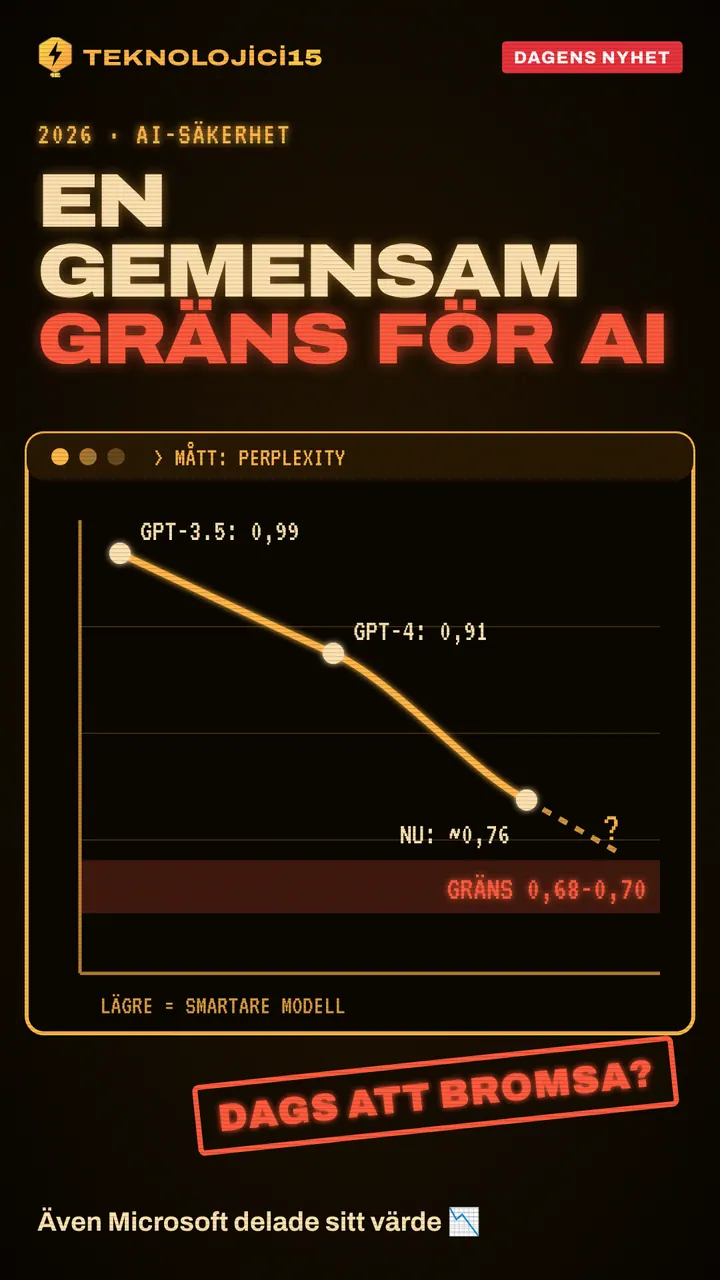 TEKNOLOJİCİ15
DAGENS NYHET
2026 · AI-SÄKERHET
EN
GEMENSAM
GRÄNS FÖR AI
> MÅTT: PERPLEXITY
GPT-3.5: 0,99
GPT-4: 0,91
NU: ~0,76
?
GRÄNS 0,68-0,70
LÄGRE = SMARTARE MODELL
DAGS ATT BROMSA?
Även Microsoft delade sitt värde 📉